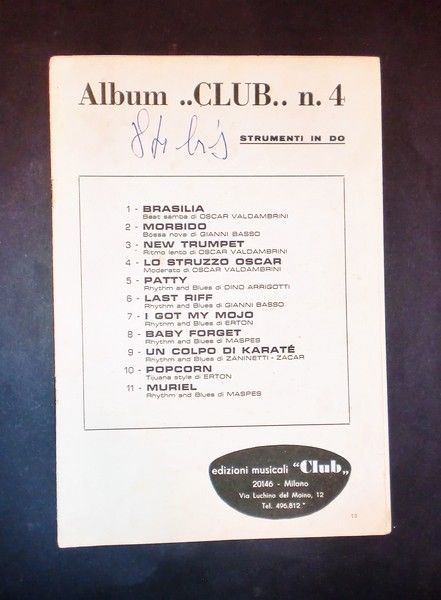 Album „CLUB„ n. 4
84 bis
STRUMENTI IN DO
1 - BRASILIA
Beat samba di OSCAR VALDAMBRINI
2 - MORBIDO
Bossa nova di GIANNI BASSO
3 - NEW TRUMPET
Ritmo lento di OSCAR VALDAMBRINI
4 - LO STRUZZO OSCAR
Moderato di OSCAR VALDAMBRINI
5 - PATTY
Rhythm and Blues di DINO ARRIGOTTI
6 - LAST RIFF
Rhythm and Blues di GIANNI BASSO
7 - I GOT MY MOJO
Rhythm and Blues di ERTON
8 - BABY FORGET
Rhythm and Blues di MASPES
9 - UN COLPO DI KARATÉ
Rhythm and Blues di ZANINETTI - ZACAR
10 - POPCORN
Tijuana style di ERTON
11 - MURIEL
Rhythm and Blues di MASPES
edizioni musicali “Club„
20146 - Milano
Via Luchino del Maino, 12
Tel. 496.812